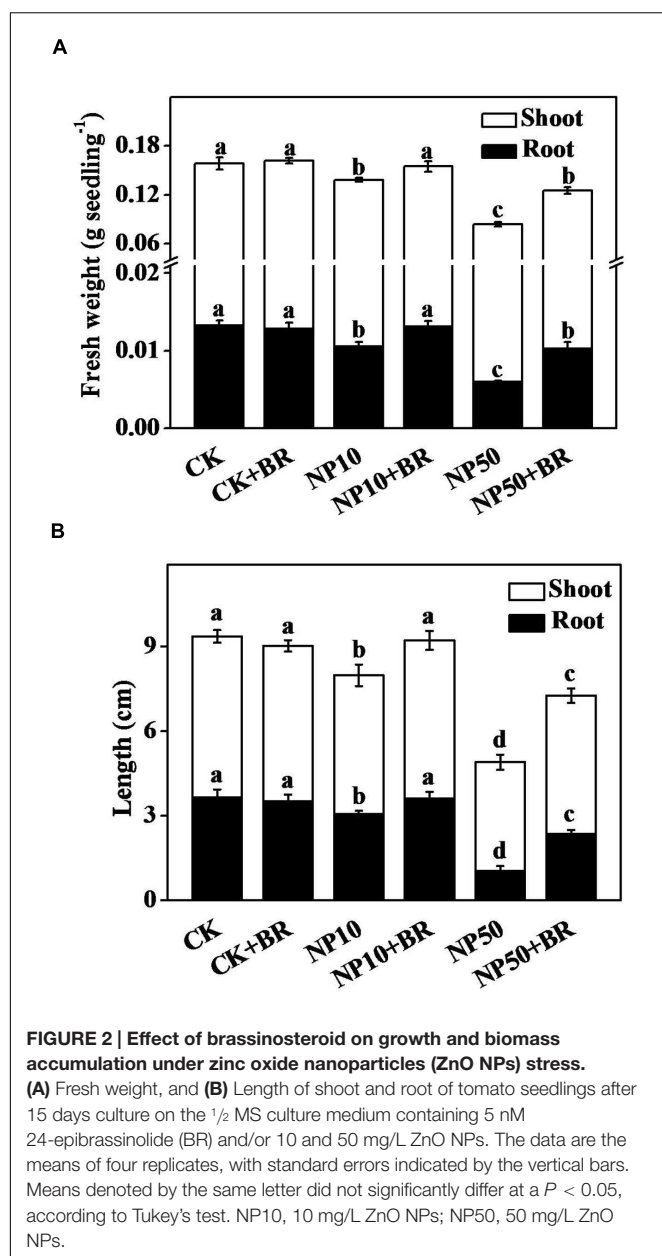 A
Fresh weight (g seedling⁻¹)
0.18
0.12
0.06
0.02
0.01
0.00
Shoot
Root
a a b a c b
a a b a c b
CK CK+BR NP10 NP10+BR NP50 NP50+BR
B
Length (cm)
9
6
3
0
Shoot
Root
a a b a d c
a a b a d c
CK CK+BR NP10 NP10+BR NP50 NP50+BR
FIGURE 2 | Effect of brassinosteroid on growth and biomass
accumulation under zinc oxide nanoparticles (ZnO NPs) stress.
(A) Fresh weight, and (B) Length of shoot and root of tomato seedlings after
15 days culture on the 1/2 MS culture medium containing 5 nM
24-epibrassinolide (BR) and/or 10 and 50 mg/L ZnO NPs. The data are the
means of four replicates, with standard errors indicated by the vertical bars.
Means denoted by the same letter did not significantly differ at a P < 0.05,
according to Tukey's test. NP10, 10 mg/L ZnO NPs; NP50, 50 mg/L ZnO
NPs.